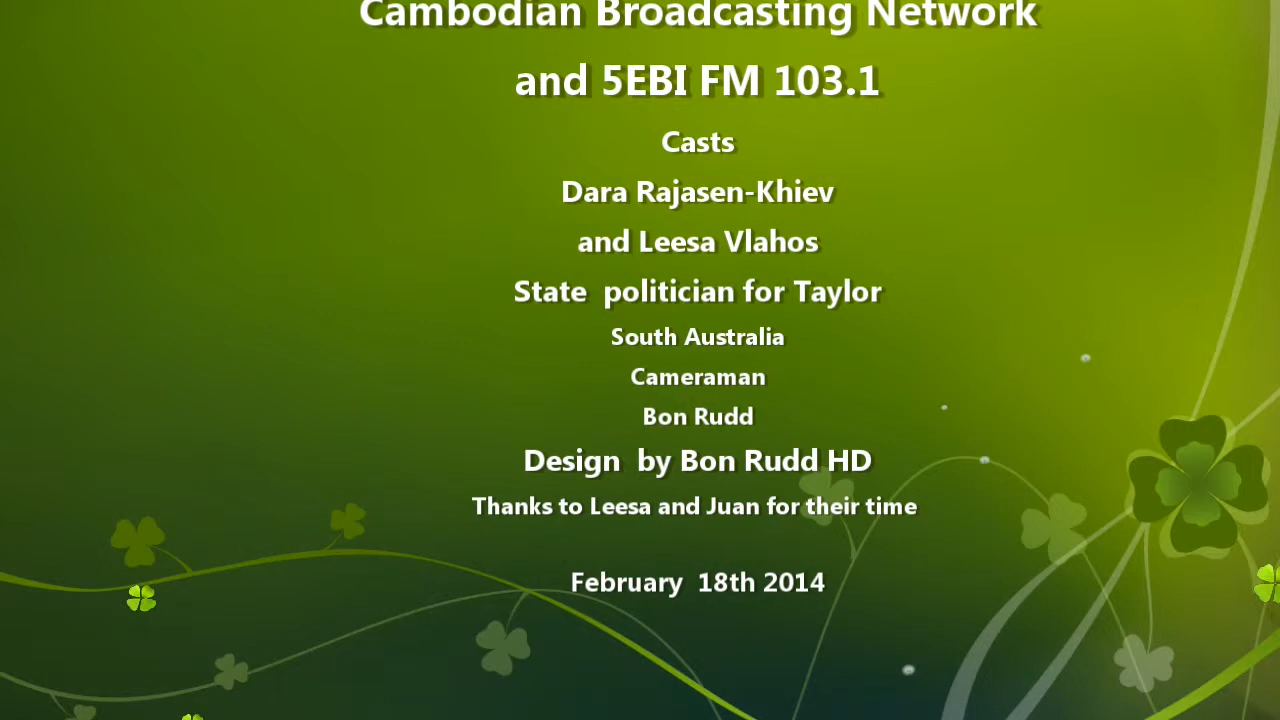 Cambodian Broadcasting Network
and 5EBI FM 103.1
Casts
Dara Rajasen-Khiev
and Leesa Vlahos
State  politician for Taylor
South Australia
Cameraman
Bon Rudd
Design  by Bon Rudd HD
Thanks to Leesa and Juan for their time
February  18th 2014